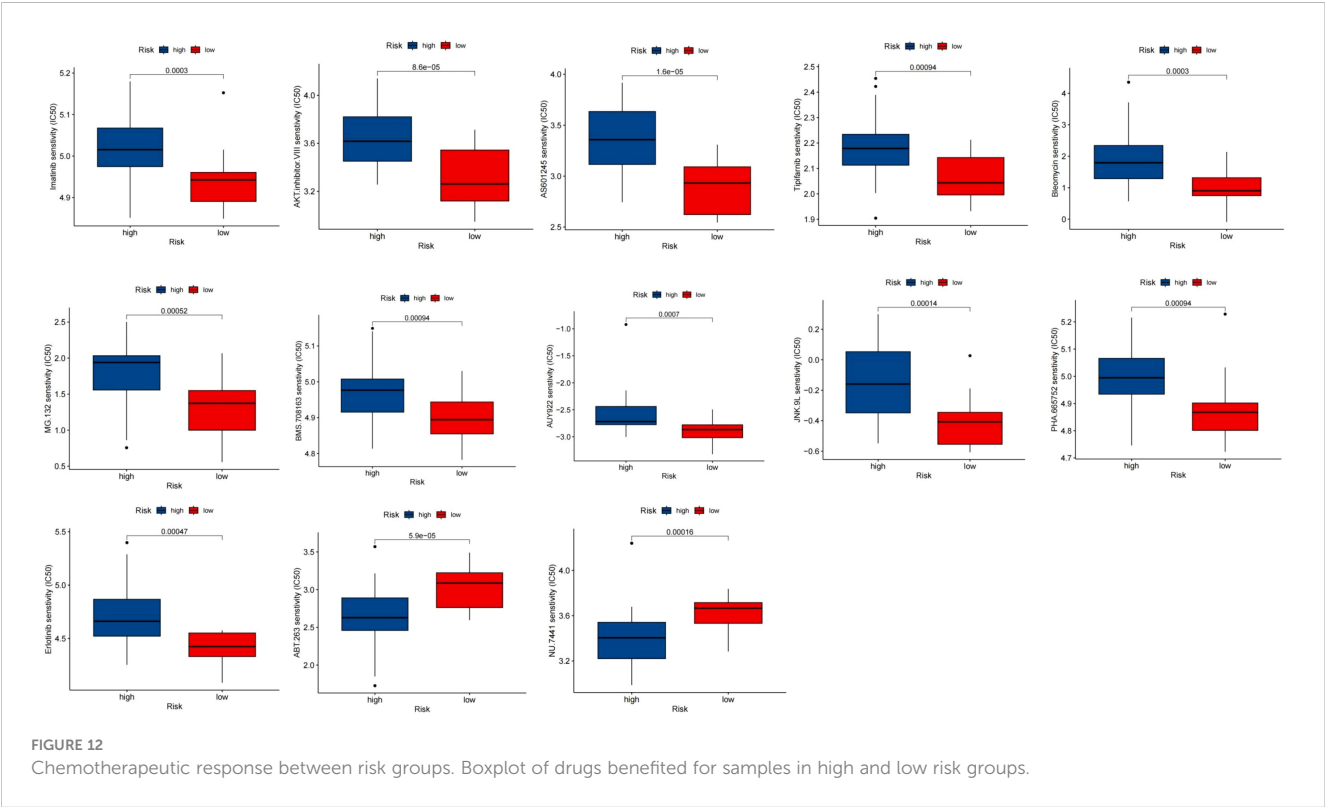 Risk high low
0.0003
Imatinib senstivity (IC50)
5.2
5.1
5.0
4.9
high low
Risk
Risk high low
8.6e−05
AKT.inhibitor.VIII senstivity (IC50)
4.0
3.6
3.2
high low
Risk
Risk high low
1.6e−05
AS601245 senstivity (IC50)
4.0
3.5
3.0
2.5
high low
Risk
Risk high low
0.00094
Tipifarnib senstivity (IC50)
2.5
2.4
2.3
2.2
2.1
2.0
1.9
high low
Risk
Risk high low
0.0003
Bleomycin senstivity (IC50)
4
3
2
1
0
high low
Risk
Risk high low
0.00052
MG.132 senstivity (IC50)
2.5
2.0
1.5
1.0
0.5
high low
Risk
Risk high low
0.00094
BMS.708163 senstivity (IC50)
5.1
5.0
4.9
4.8
high low
Risk
Risk high low
0.0007
AUY922 senstivity (IC50)
−1.0
−1.5
−2.0
−2.5
−3.0
high low
Risk
Risk high low
0.00014
JNK.9L senstivity (IC50)
0.2
0.0
−0.2
−0.4
−0.6
high low
Risk
Risk high low
0.00094
PHA.665752 senstivity (IC50)
5.2
5.1
5.0
4.9
4.8
4.7
high low
Risk
Risk high low
0.00047
Erlotinib senstivity (IC50)
5.5
5.0
4.5
high low
Risk
Risk high low
5.9e−05
ABT.263 senstivity (IC50)
3.5
3.0
2.5
2.0
high low
Risk
Risk high low
0.00016
NU.7441 senstivity (IC50)
4.0
3.6
3.2
high low
Risk
FIGURE 12
Chemotherapeutic response between risk groups. Boxplot of drugs benefited for samples in high and low risk groups.